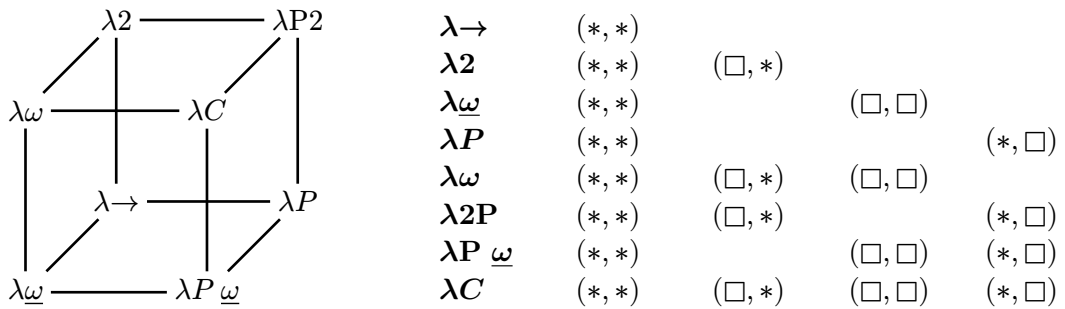 λ2 λP2
λω λC
λ→ λP
λω̲ λP ω̲
λ→ (∗, ∗)
λ2 (∗, ∗) (□, ∗)
λω̲ (∗, ∗) (□, □)
λP (∗, ∗) (∗, □)
λω (∗, ∗) (□, ∗) (□, □)
λ2P (∗, ∗) (□, ∗) (∗, □)
λP ω̲ (∗, ∗) (□, □) (∗, □)
λC (∗, ∗) (□, ∗) (□, □) (∗, □)